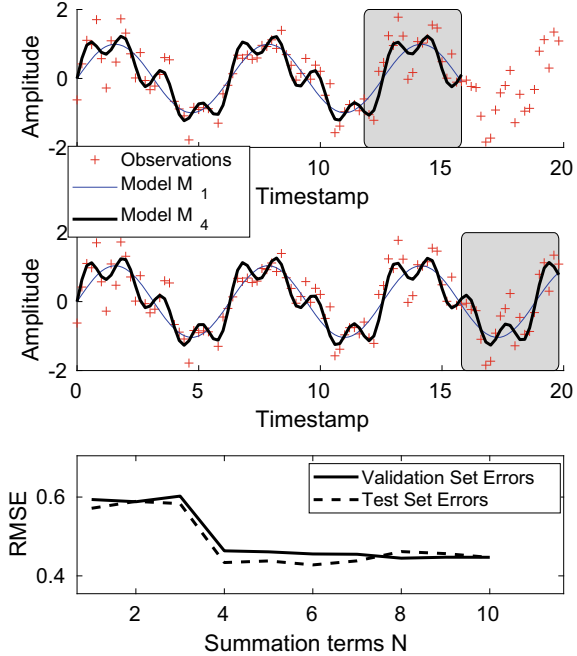 2
0
-2
Amplitude
10
15
20
Timestamp
Observations
Model M 1
Model M 4
2
0
-2
Amplitude
0
5
10
15
20
Timestamp
0.6
0.4
RMSE
Validation Set Errors
Test Set Errors
2
4
6
8
10
Summation terms N